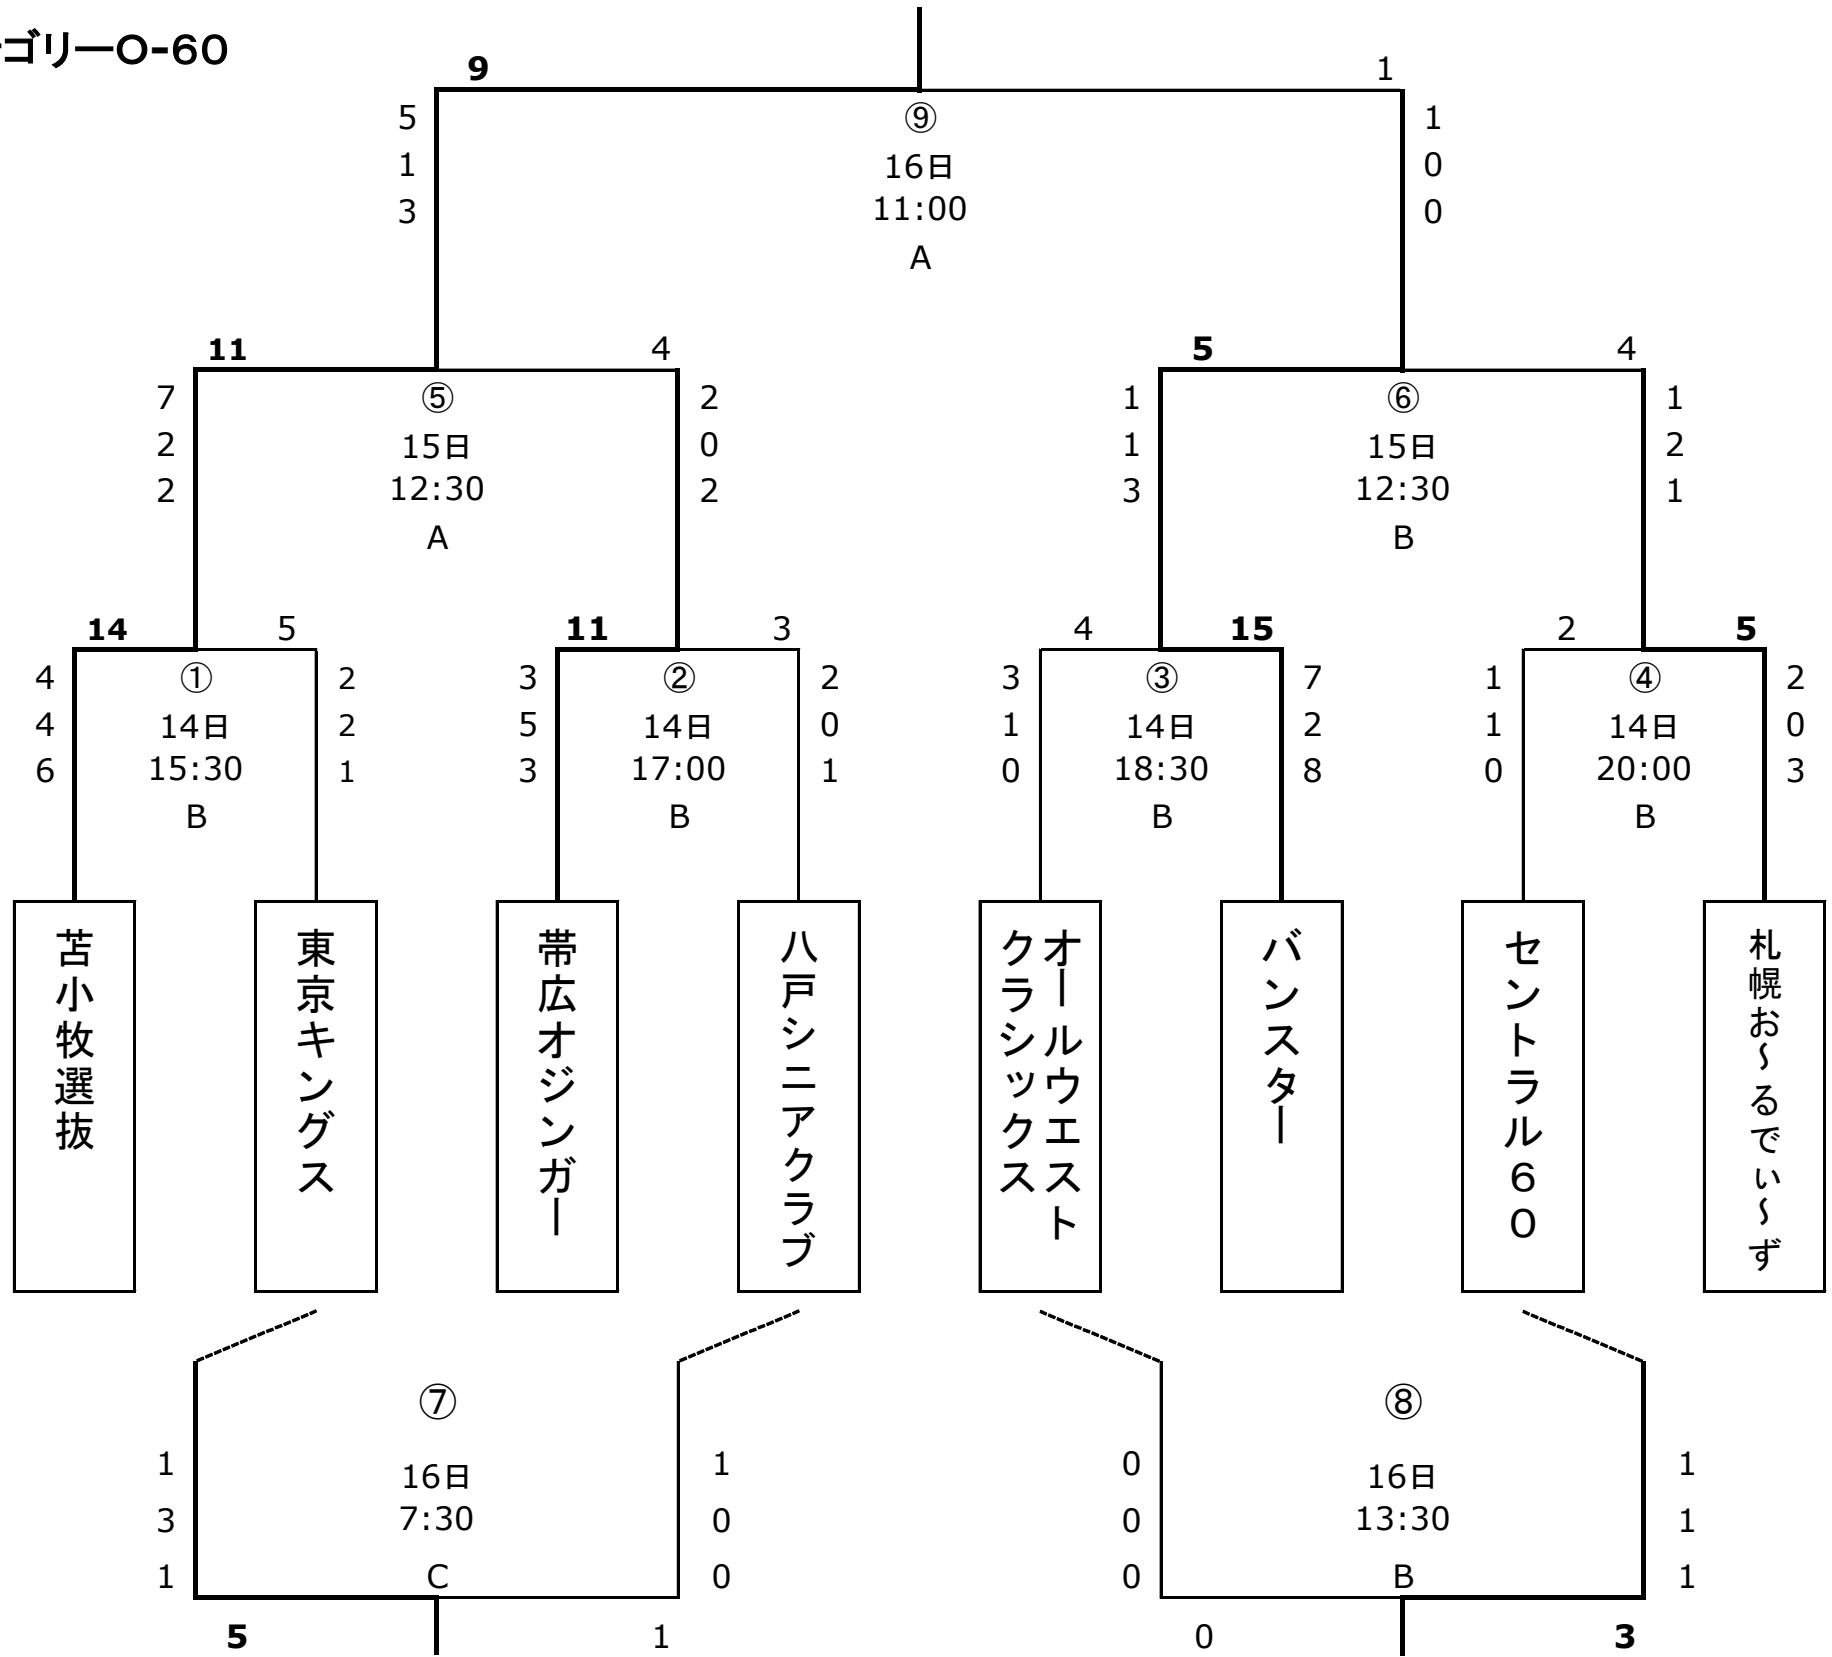 ゴリーO-60
9 1
5 ⑨ 1
1 16日 0
3 11:00 0
A
11 4 5 4
7 ⑤ 2 1 ⑥ 1
2 15日 0 1 15日 2
2 12:30 2 3 12:30 1
A B
14 5 11 3 4 15 2 5
4 ① 2 3 ② 2 3 ③ 7 1 ④ 2
4 14日 2 5 14日 0 1 14日 2 1 14日 0
6 15:30 1 3 17:00 1 0 18:30 8 0 20:00 3
B B B B
苫小牧選抜
東京キングス
帯広オジンガー
八戸シニアクラブ
オールウエスト
クラシックス
バンスター
セントラル60
札幌お～るでぃ～ず
⑦ ⑧
1 16日 1 0 16日 1
3 7:30 0 0 13:30 1
1 C 0 0 B 1
5 1 0 3